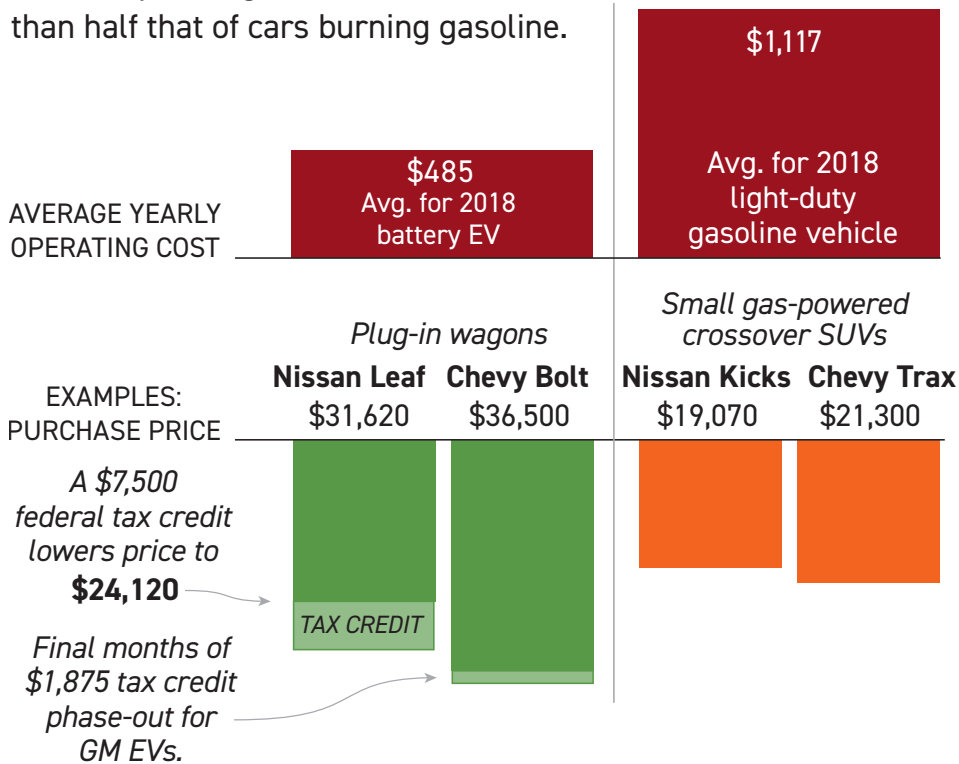 than half that of cars burning gasoline.
$1,117
$485
Avg. for 2018
battery EV
Avg. for 2018
light-duty
gasoline vehicle
AVERAGE YEARLY
OPERATING COST
Plug-in wagons
Small gas-powered
crossover SUVs
Nissan Leaf Chevy Bolt Nissan Kicks Chevy Trax
EXAMPLES:
PURCHASE PRICE
$31,620 $36,500 $19,070 $21,300
A $7,500
federal tax credit
lowers price to
$24,120
TAX CREDIT
Final months of
$1,875 tax credit
phase-out for
GM EVs.